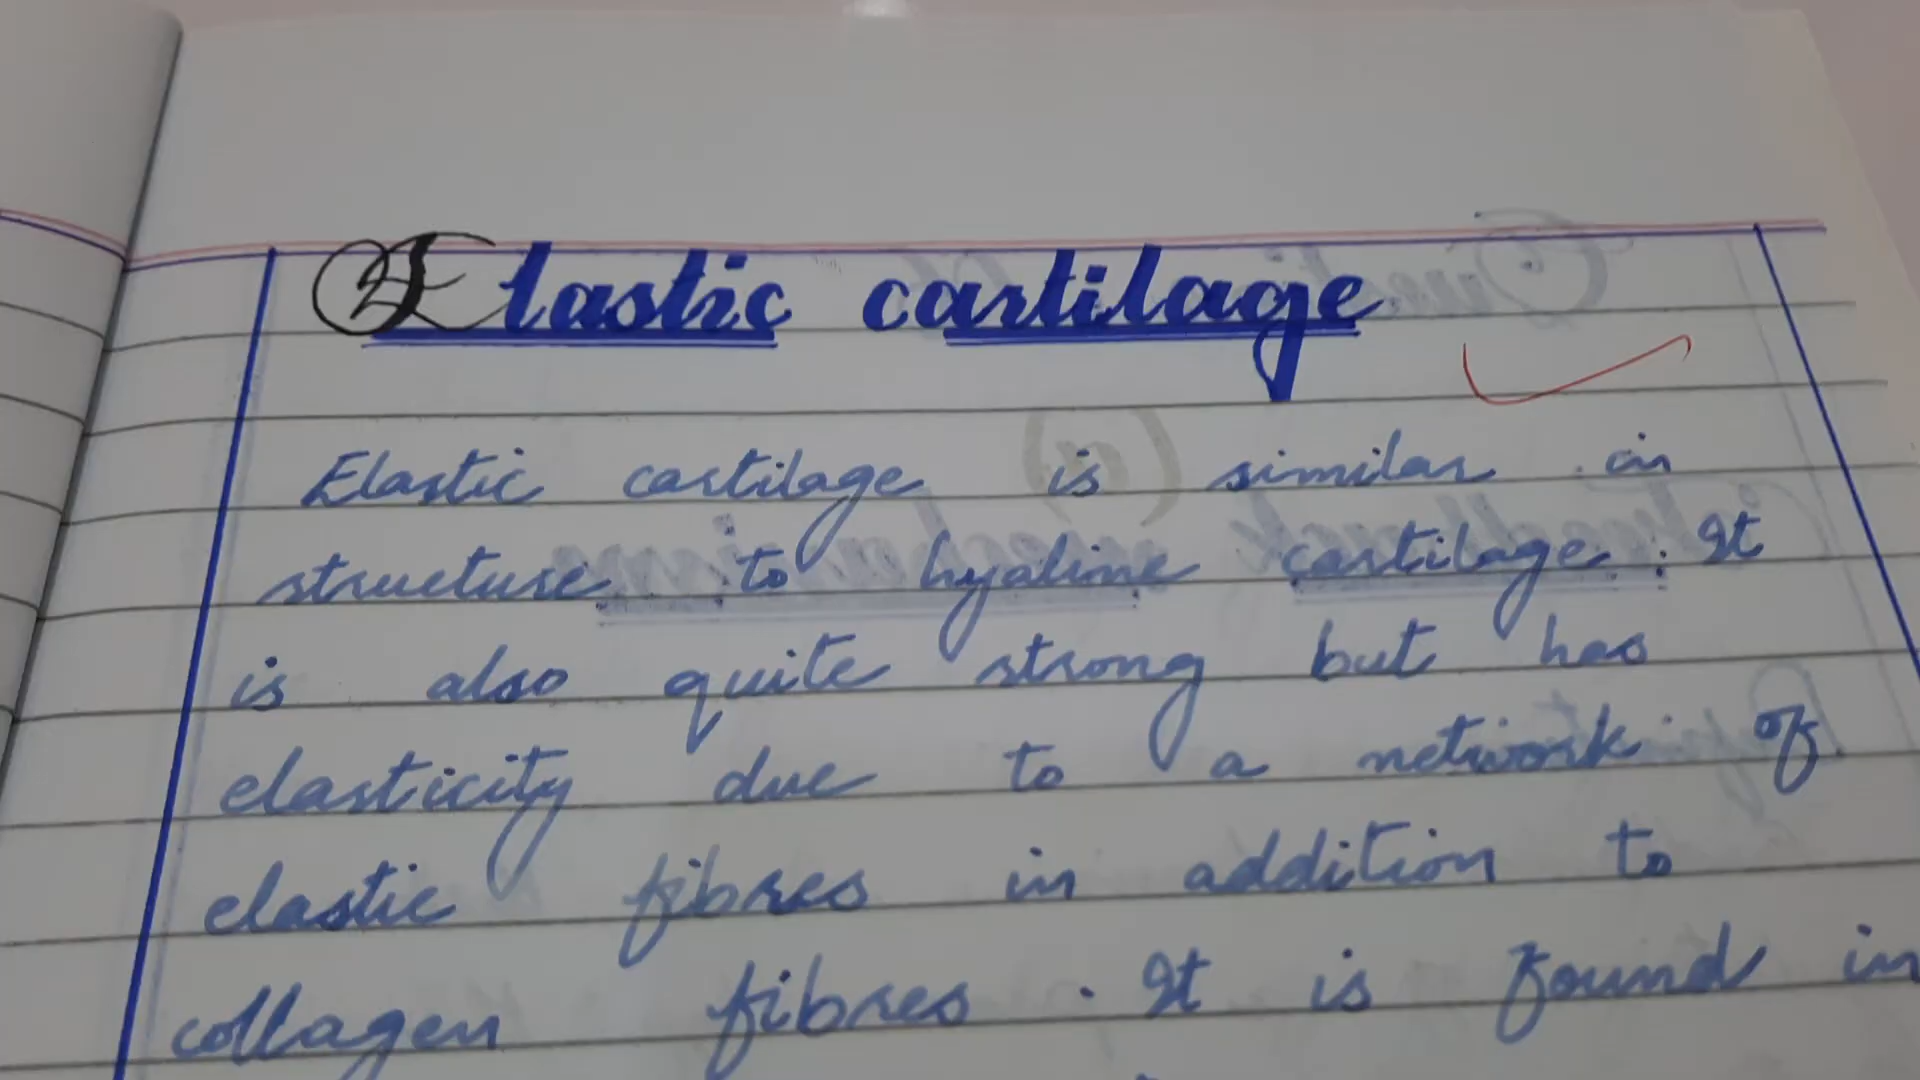 2 Elastic cartilage
Elastic cartilage is similar in
structure to hyaline cartilage. It
is also quite strong but has
elasticity due to a network of
elastic fibres in addition to
collagen fibres. It is found in